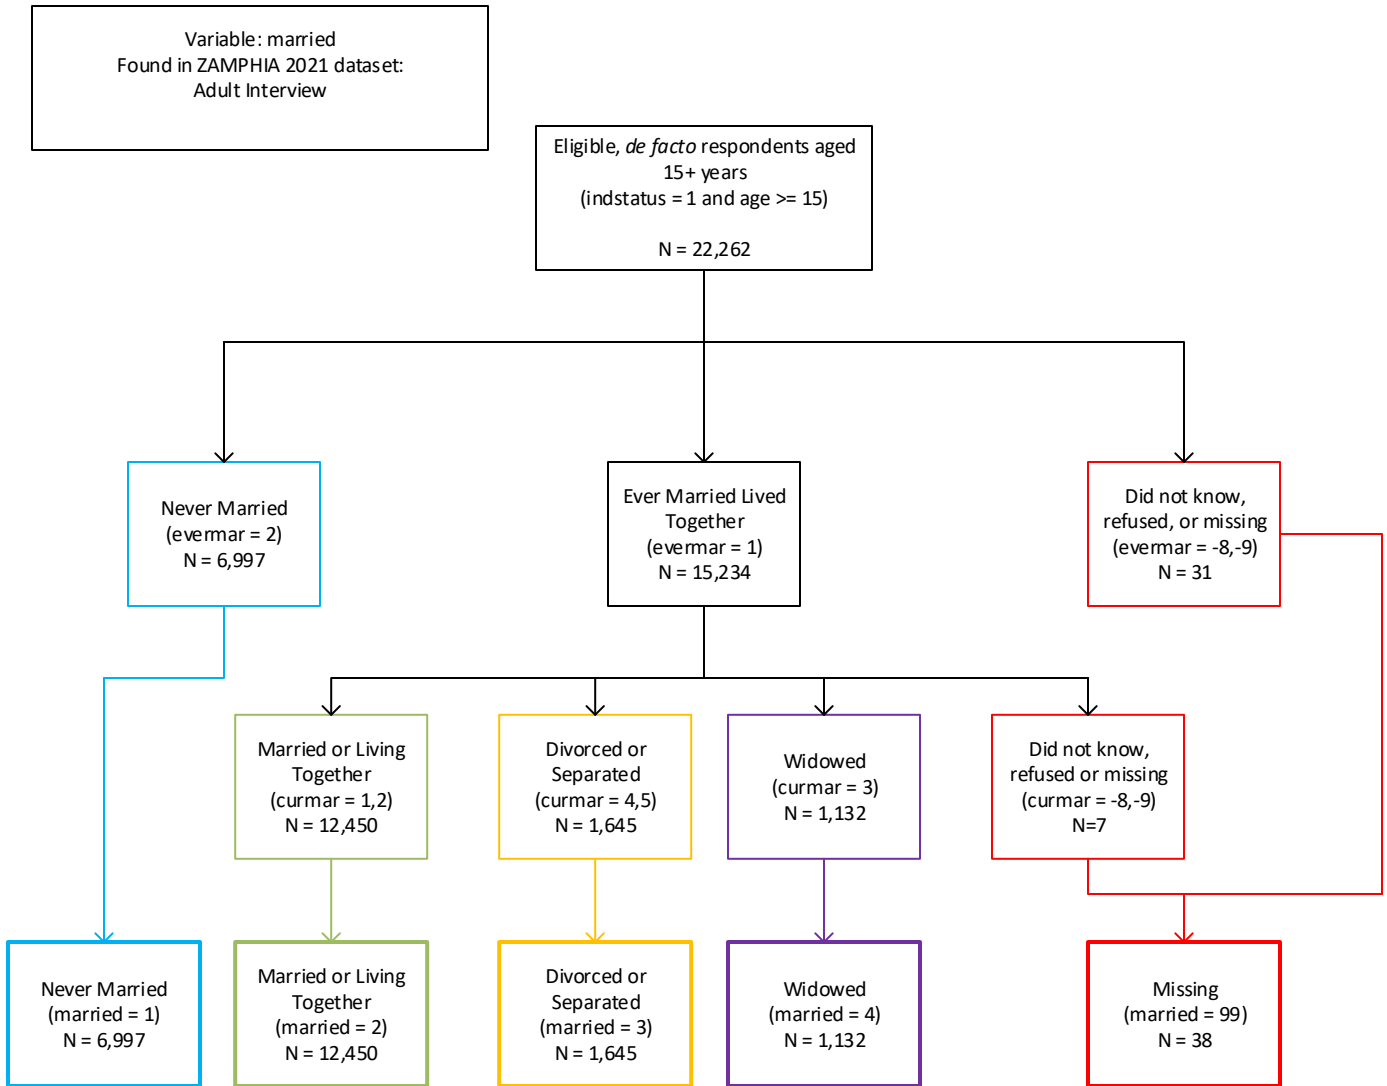 Variable: married
Found in ZAMPHIA 2021 dataset:
Adult Interview
Eligible, de facto respondents aged
15+ years
(indstatus = 1 and age >= 15)
N = 22,262
Never Married
(evermar = 2)
N = 6,997
Ever Married Lived
Together
(evermar = 1)
N = 15,234
Did not know,
refused, or missing
(evermar = -8,-9)
N = 31
Married or Living
Together
(curmar = 1,2)
N = 12,450
Divorced or
Separated
(curmar = 4,5)
N = 1,645
Widowed
(curmar = 3)
N = 1,132
Did not know,
refused or missing
(curmar = -8,-9)
N=7
Never Married
(married = 1)
N = 6,997
Married or Living
Together
(married = 2)
N = 12,450
Divorced or
Separated
(married = 3)
N = 1,645
Widowed
(married = 4)
N = 1,132
Missing
(married = 99)
N = 38